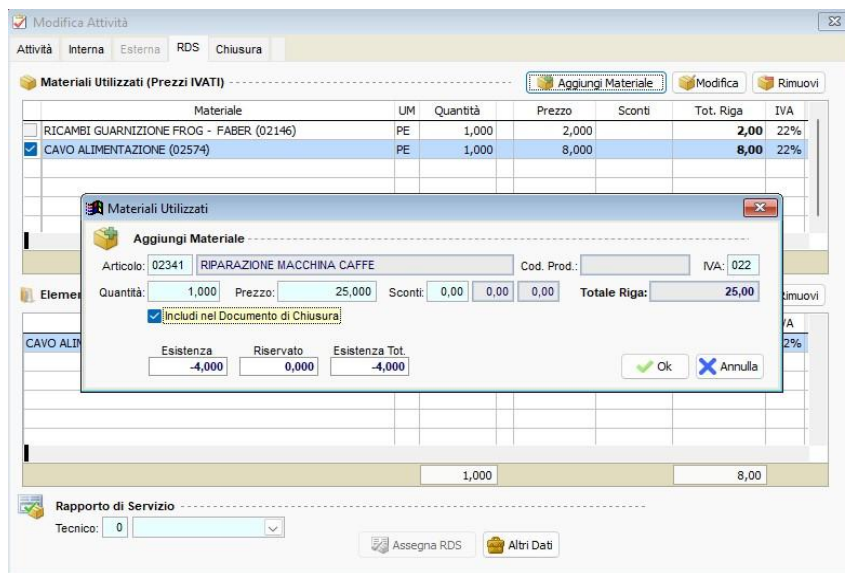 Modifica Attività
Attività Interna Esterna RDS Chiusura
Materiali Utilizzati (Prezzi IVATI) Aggiungi Materiale Modifica Rimuovi
Materiale UM Quantità Prezzo Sconti Tot. Riga IVA
RICAMBI GUARNIZIONE FROG - FABER (02146) PE 1,000 2,000 2,00 22%
CAVO ALIMENTAZIONE (02574) PE 1,000 8,000 8,00 22%
Materiali Utilizzati
Aggiungi Materiale
Articolo: 02341 RIPARAZIONE MACCHINA CAFFE Cod. Prod.: IVA: 022
Quantità: 1,000 Prezzo: 25,000 Sconti: 0,00 0,00 0,00 Totale Riga: 25,00
Includi nel Documento di Chiusura
Esistenza Riservato Esistenza Tot.
-4,000 0,000 -4,000 Ok Annulla
1,000 8,00
Rapporto di Servizio
Tecnico: 0
Assegna RDS Altri Dati